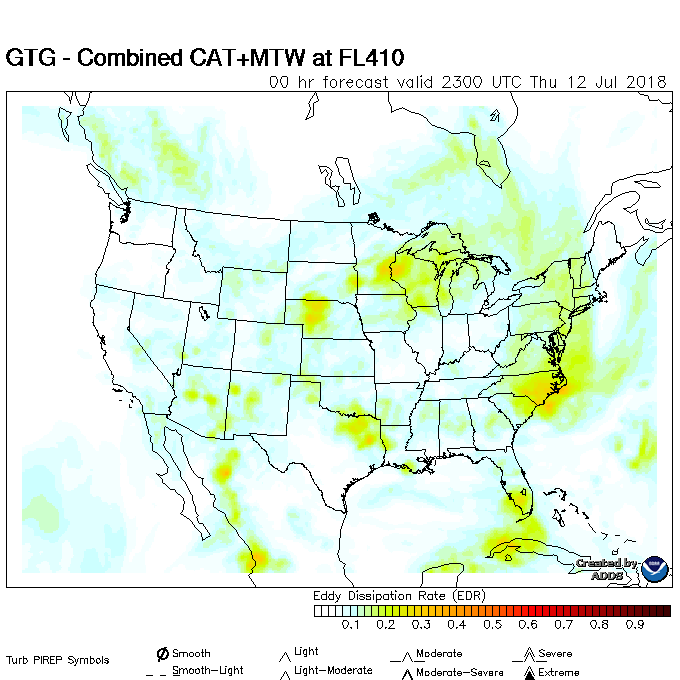 GTG - Combined CAT+MTW at FL410
00 hr forecast valid 2300 UTC Thu 12 Jul 2018
Created by
ADDS
Eddy Dissipation Rate (EDR)
0.1 0.2 0.3 0.4 0.5 0.6 0.7 0.8 0.9
Turb PIREP Symbols
Smooth Light Moderate Severe
Smooth-Light Light-Moderate Moderate-Severe Extreme